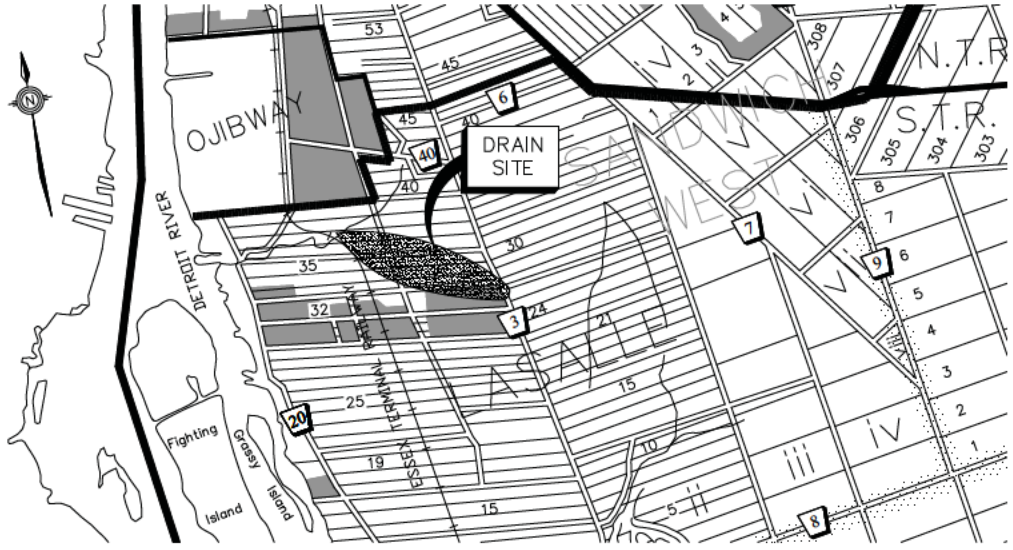 53
4
5
308
45
i
v
3
2
307
N.T.R
6
OJIBWAY
45
40
1
SANDWICH
306
S.T.R.
N
DRAIN
SITE
V
305
304
303
40
40
WEST
V
8
DETROIT RIVER
7
7
30
9
6
35
V
5
32
3
24
21
RAILWAY
4
VIII
LASALLE
3
15
25
20
ESSEX TERMINAL
2
Fighting
Grassy
iv
10
1
19
iii
Island
Island
15
5
ii
8